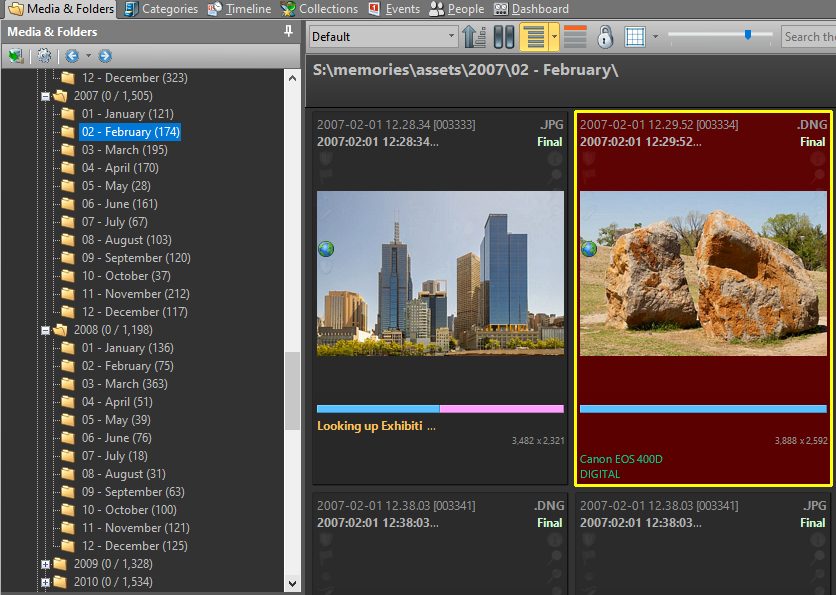 Media & Folders
Categories
Timeline
Collections
Events
People
Dashboard
Media & Folders
Default
Search the
S:\memories\assets\2007\02 - February\
12 - December (323)
2007 (0 / 1,505)
01 - January (121)
02 - February (174)
03 - March (195)
04 - April (170)
05 - May (28)
06 - June (161)
07 - July (67)
08 - August (103)
09 - September (120)
10 - October (37)
11 - November (212)
12 - December (117)
2008 (0 / 1,198)
01 - January (136)
02 - February (75)
03 - March (363)
04 - April (51)
05 - May (39)
06 - June (76)
07 - July (18)
08 - August (31)
09 - September (63)
10 - October (100)
11 - November (121)
12 - December (125)
2009 (0 / 1,328)
2010 (0 / 1,534)
2007-02-01 12.28.34 [003333] .JPG
2007:02:01 12:28:34... Final
Looking up Exhibiti ...
3,482 x 2,321
2007-02-01 12.29.52 [003334] .DNG
2007:02:01 12:29:52... Final
3,888 x 2,592
Canon EOS 400D
DIGITAL
2007-02-01 12.38.03 [003341] .DNG
2007:02:01 12:38:03... Final
2007-02-01 12.38.03 [003341] .JPG
2007:02:01 12:38:03... Final